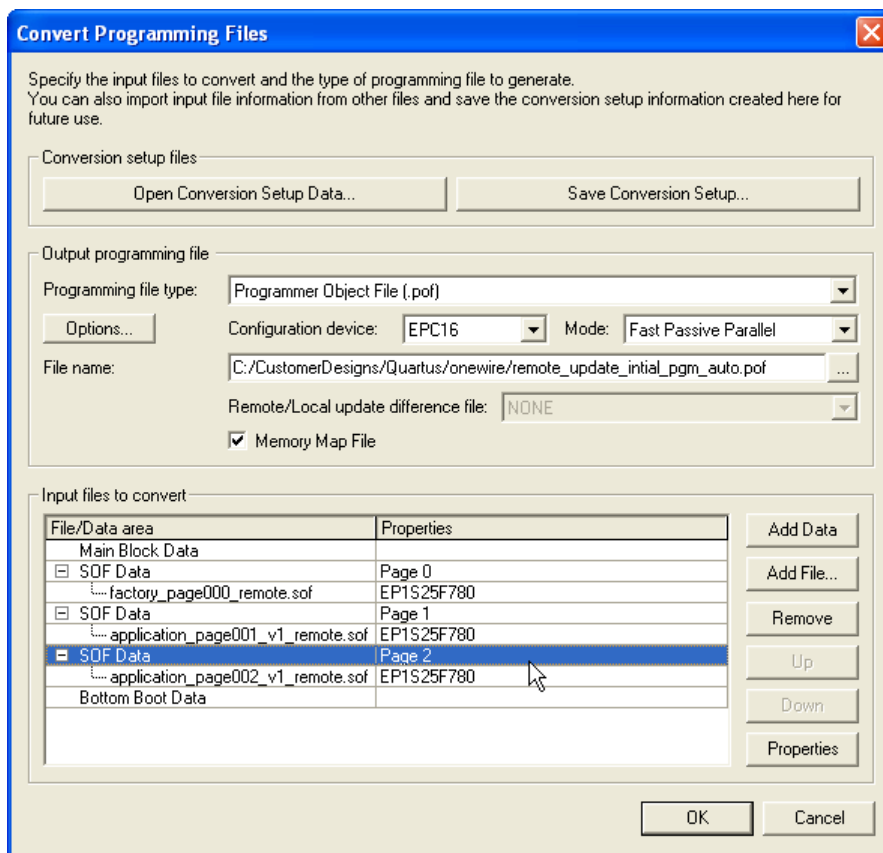 Convert Programming Files
Specify the input files to convert and the type of programming file to generate.
You can also import input file information from other files and save the conversion setup information created here for
future use.
Conversion setup files
Open Conversion Setup Data... Save Conversion Setup...
Output programming file
Programming file type: Programmer Object File (.pof)
Options... Configuration device: EPC16 Mode: Fast Passive Parallel
File name: C:/CustomerDesigns/Quartus/onewire/remote_update_intial_pgm_auto.pof ...
Remote/Local update difference file: NONE
Memory Map File
Input files to convert
File/Data area Properties
Main Block Data
SOF Data Page 0
factory_page000_remote.sof EP1S25F780
SOF Data Page 1
application_page001_v1_remote.sof EP1S25F780
SOF Data Page 2
application_page002_v1_remote.sof EP1S25F780
Bottom Boot Data
Add Data
Add File...
Remove
Up
Down
Properties
OK Cancel